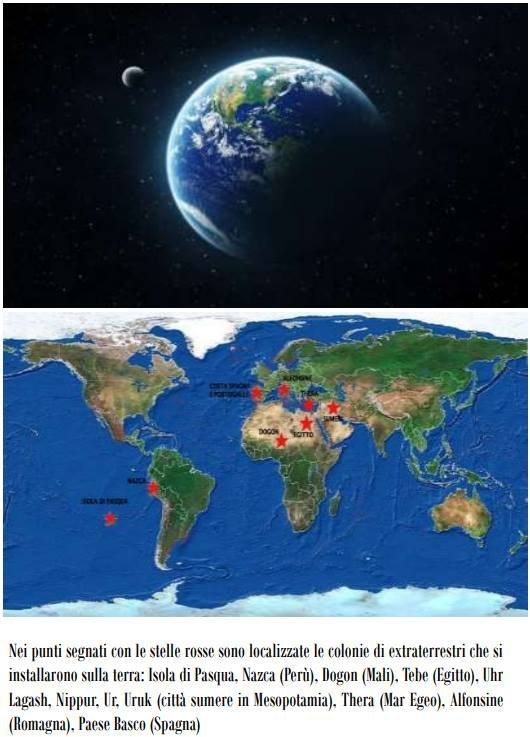 ALFONSINE
COSTA SPAGNA
E PORTOGALLO
THERA
SUMERI
DOGON
EGITTO
NAZCA
ISOLA DI PASQUA
Nei punti segnati con le stelle rosse sono localizzate le colonie di extraterrestri che si
installarono sulla terra: Isola di Pasqua, Nazca (Perù), Dogon (Mali), Tebe (Egitto), Uhr
Lagash, Nippur, Ur, Uruk (città sumere in Mesopotamia), Thera (Mar Egeo), Alfonsine
(Romagna), Paese Basco (Spagna)